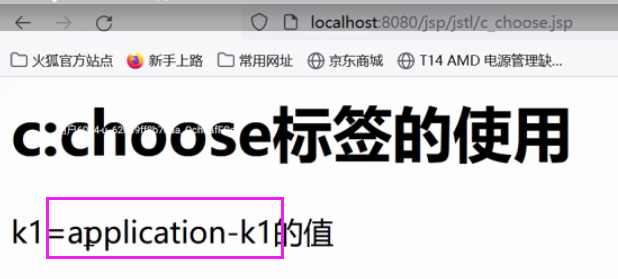 localhost:8080/jsp/jstl/c_choose.jsp
火狐官方站点 新手上路 常用网址 京东商城 T14 AMD 电源管理缺...
c:choose标签的使用
k1=application-k1的值